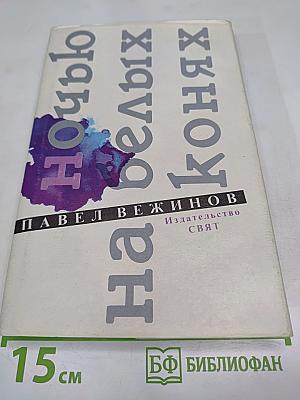 ночью
на белых
конях
ПАВЕЛ ВЕЖИНОВ
Издательство
СВЯТ
15 см
БФ БИБЛИОФАН